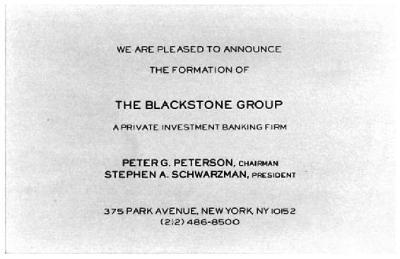 WE ARE PLEASED TO ANNOUNCE
THE FORMATION OF
THE BLACKSTONE GROUP
A PRIVATE INVESTMENT BANKING FIRM
PETER G. PETERSON, CHAIRMAN
STEPHEN A. SCHWARZMAN, PRESIDENT
375 PARK AVENUE, NEW YORK, NY 10152
(212) 486-8500